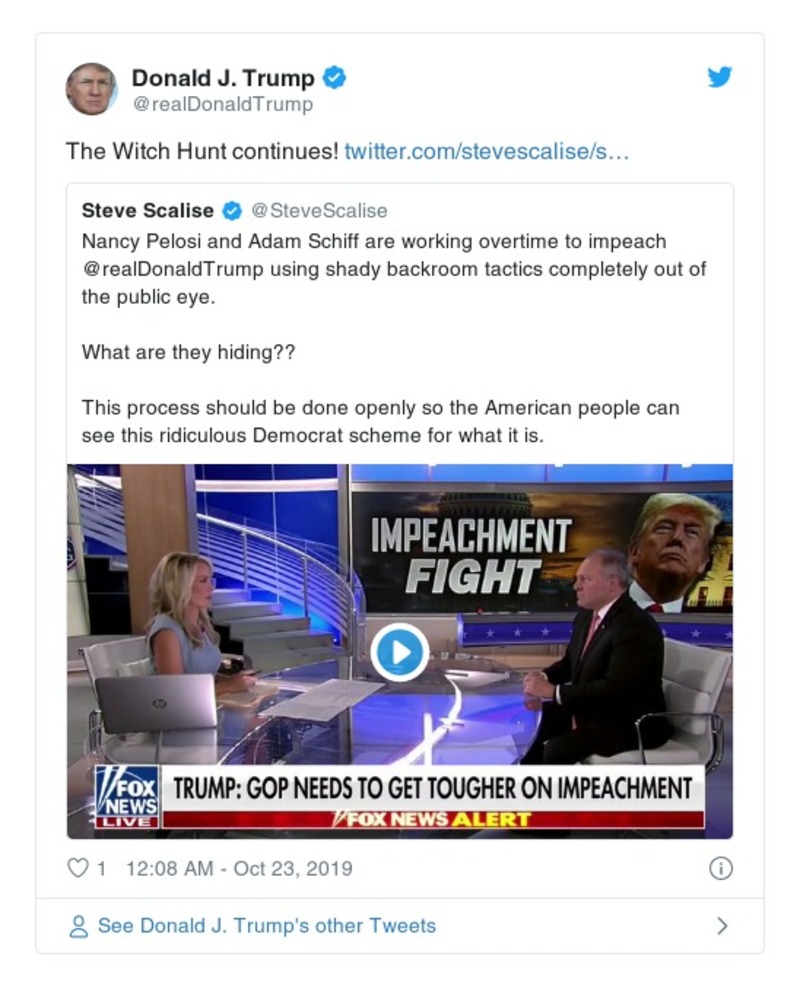 Donald J. Trump
@realDonaldTrump
The Witch Hunt continues! twitter.com/stevescalise/s…
Steve Scalise @SteveScalise
Nancy Pelosi and Adam Schiff are working overtime to impeach
@realDonaldTrump using shady backroom tactics completely out of
the public eye.
What are they hiding??
This process should be done openly so the American people can
see this ridiculous Democrat scheme for what it is.
IMPEACHMENT
FIGHT
hp
FOX
NEWS
LIVE
TRUMP: GOP NEEDS TO GET TOUGHER ON IMPEACHMENT
FOX NEWS ALERT
1 12:08 AM - Oct 23, 2019
See Donald J. Trump's other Tweets